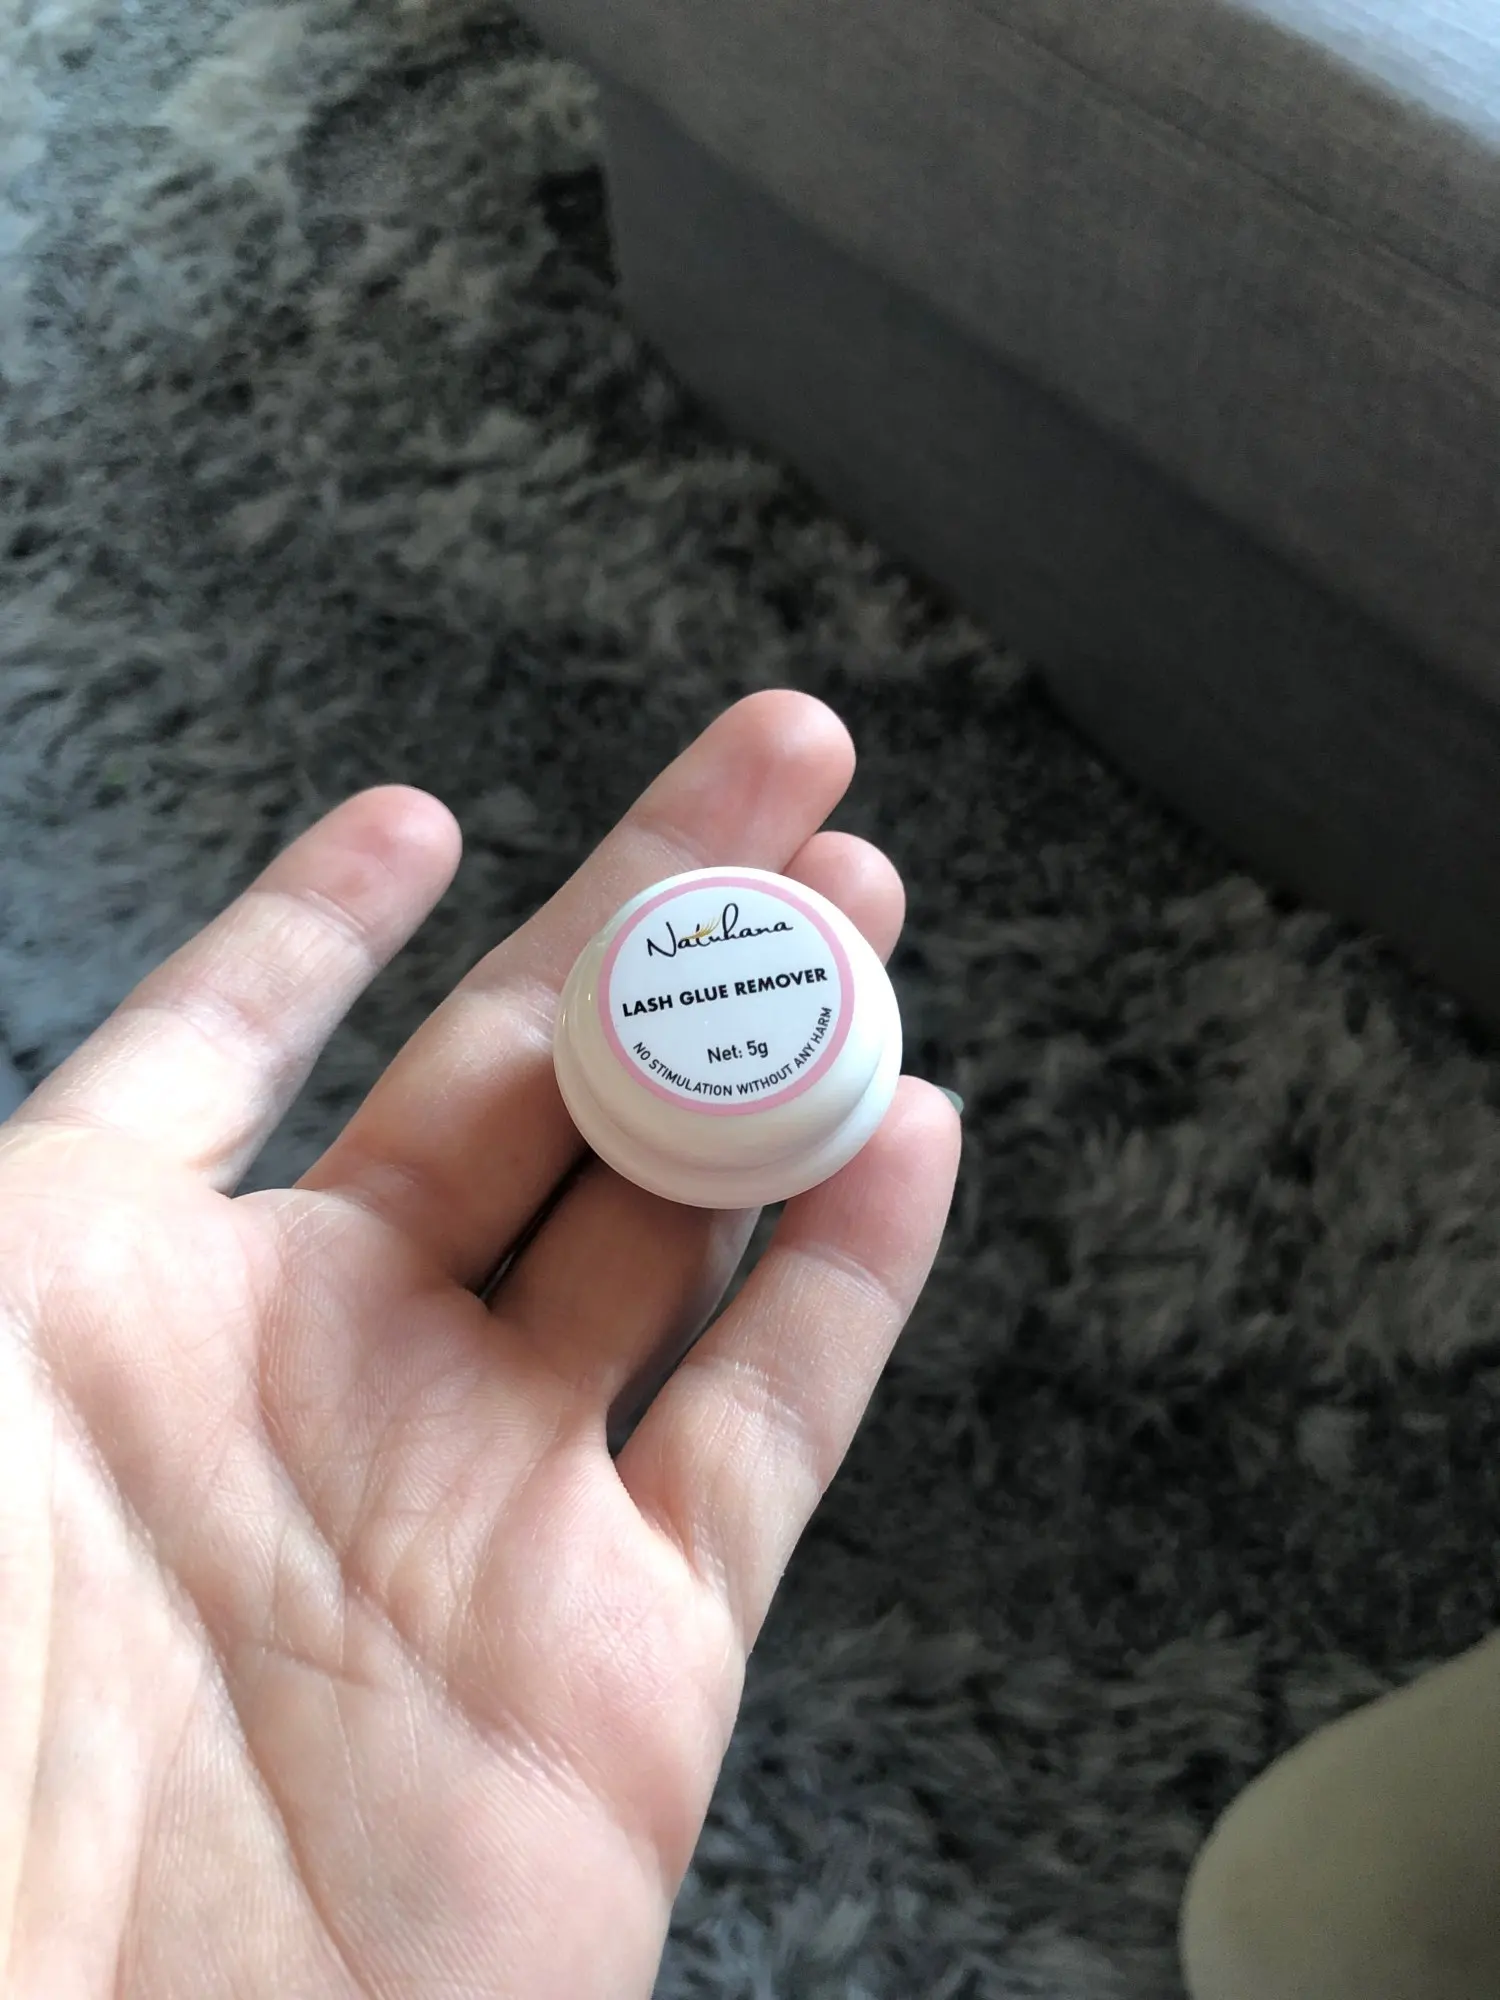 Natuhana
LASH GLUE REMOVER
Net: 5g
NO STIMULATION WITHOUT ANY HARM